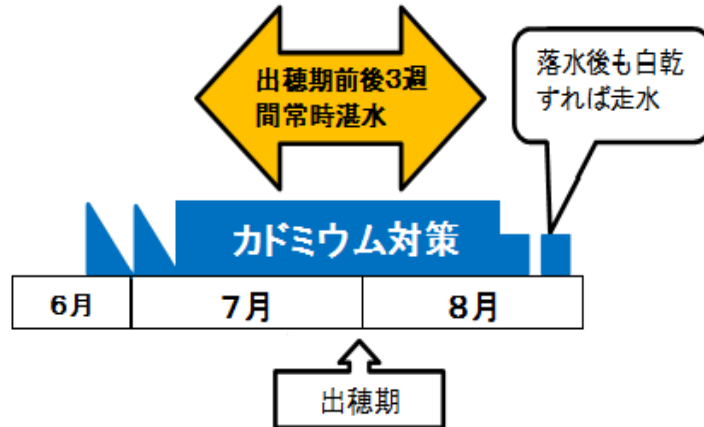 出穂期前後3週
間常時湛水
落水後も白乾
すれば走水
カドミウム対策
6月
7月
8月
出穂期